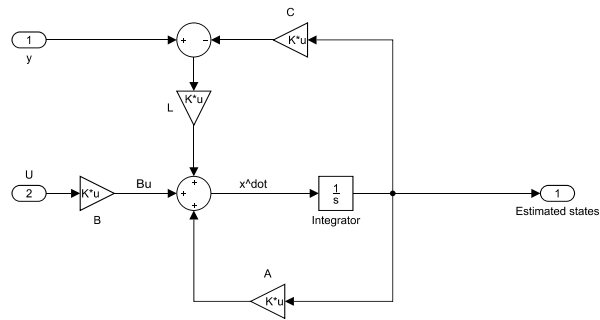 C
1
+
−
K*u
y
K*u
L
U
2
K*u
Bu
+
+
+
x^dot
1
s
1
B
Integrator
Estimated states
A
K*u